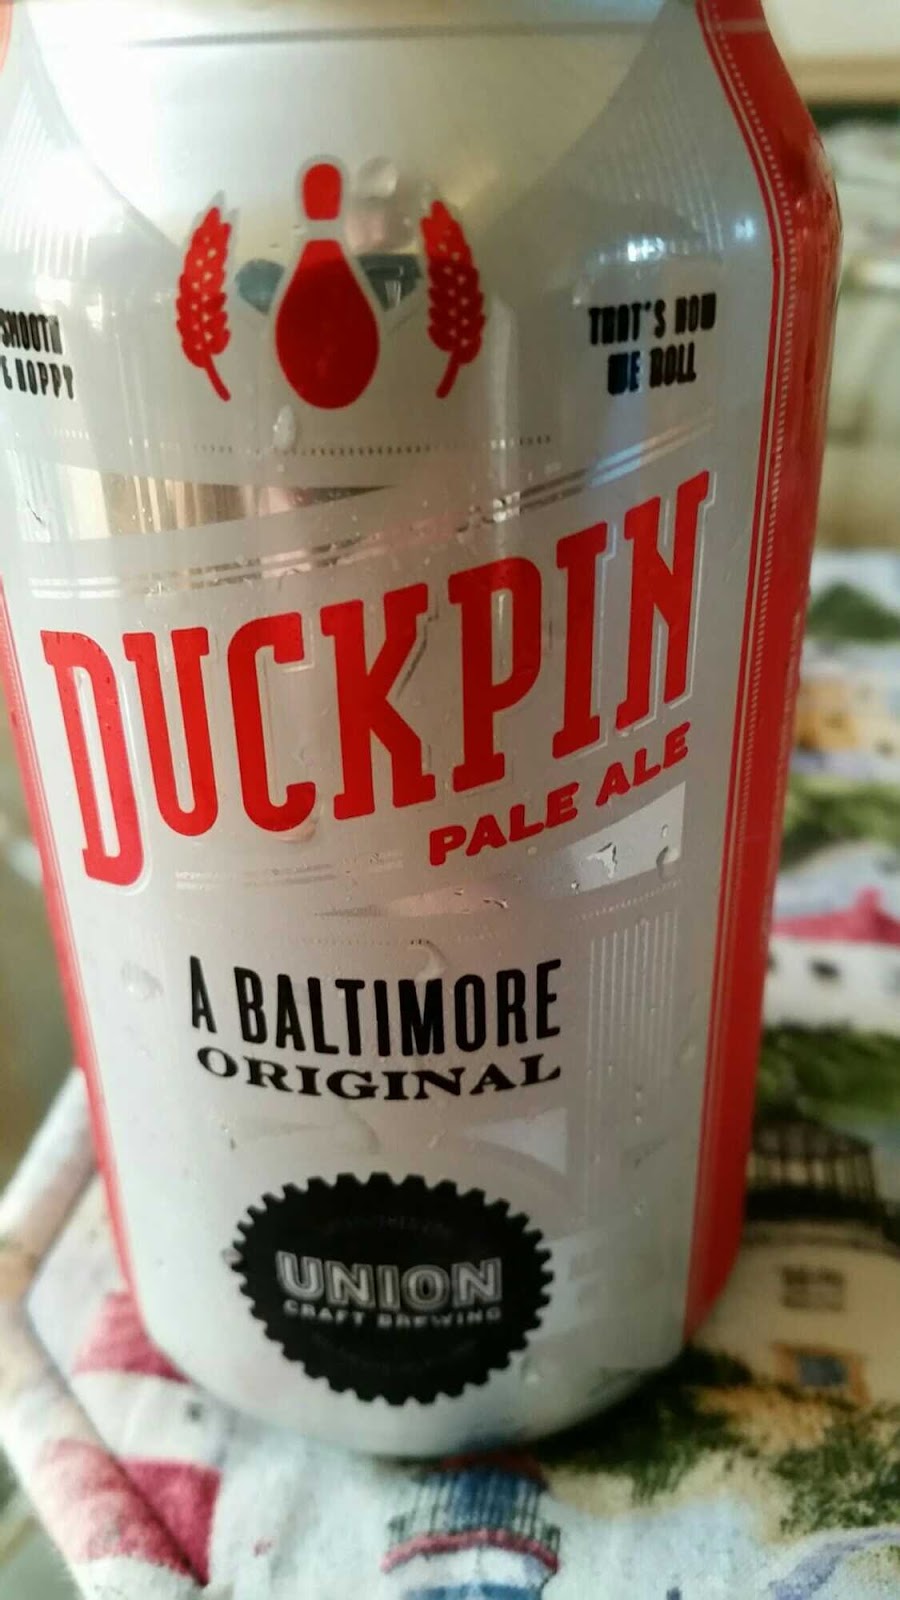 SMOOTH
HOPPY
THAT'S HOW
WE ROLL
DUCKPIN
PALE ALE
A BALTIMORE
ORIGINAL
UNION
CRAFT BREWING